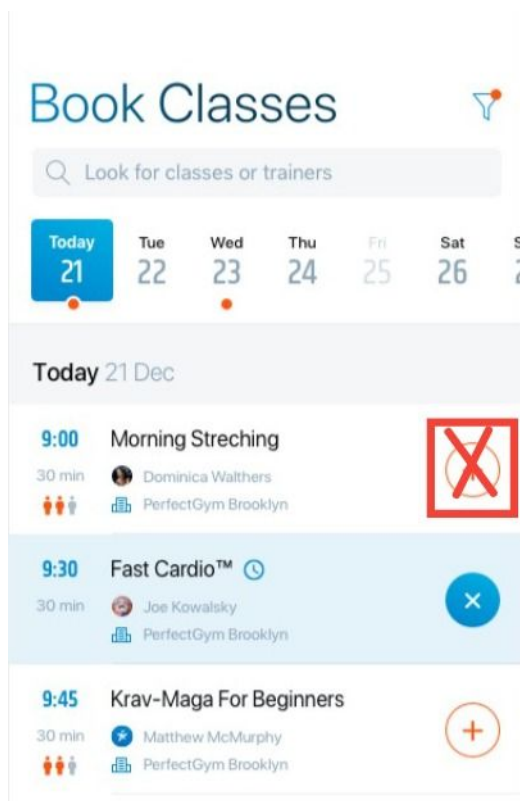 Book Classes
Look for classes or trainers
Today Tue Wed Thu Fri Sat S
21 22 23 24 25 26
Today 21 Dec
9:00 Morning Streching
30 min Dominica Walthers
PerfectGym Brooklyn
9:30 Fast Cardio™
30 min Joe Kowalsky
PerfectGym Brooklyn
9:45 Krav-Maga For Beginners
30 min Matthew McMurphy
PerfectGym Brooklyn